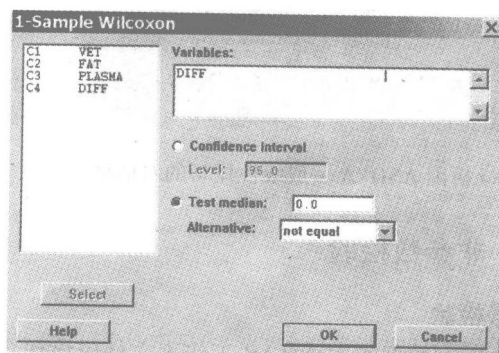 1-Sample Wilcoxon
C1 VET
C2 FAT
C3 PLASMA
C4 DIFF
Variables:
DIFF
Confidence interval
Level: 95.0
Test median: 0.0
Alternative: not equal
Select
Help
OK
Cancel